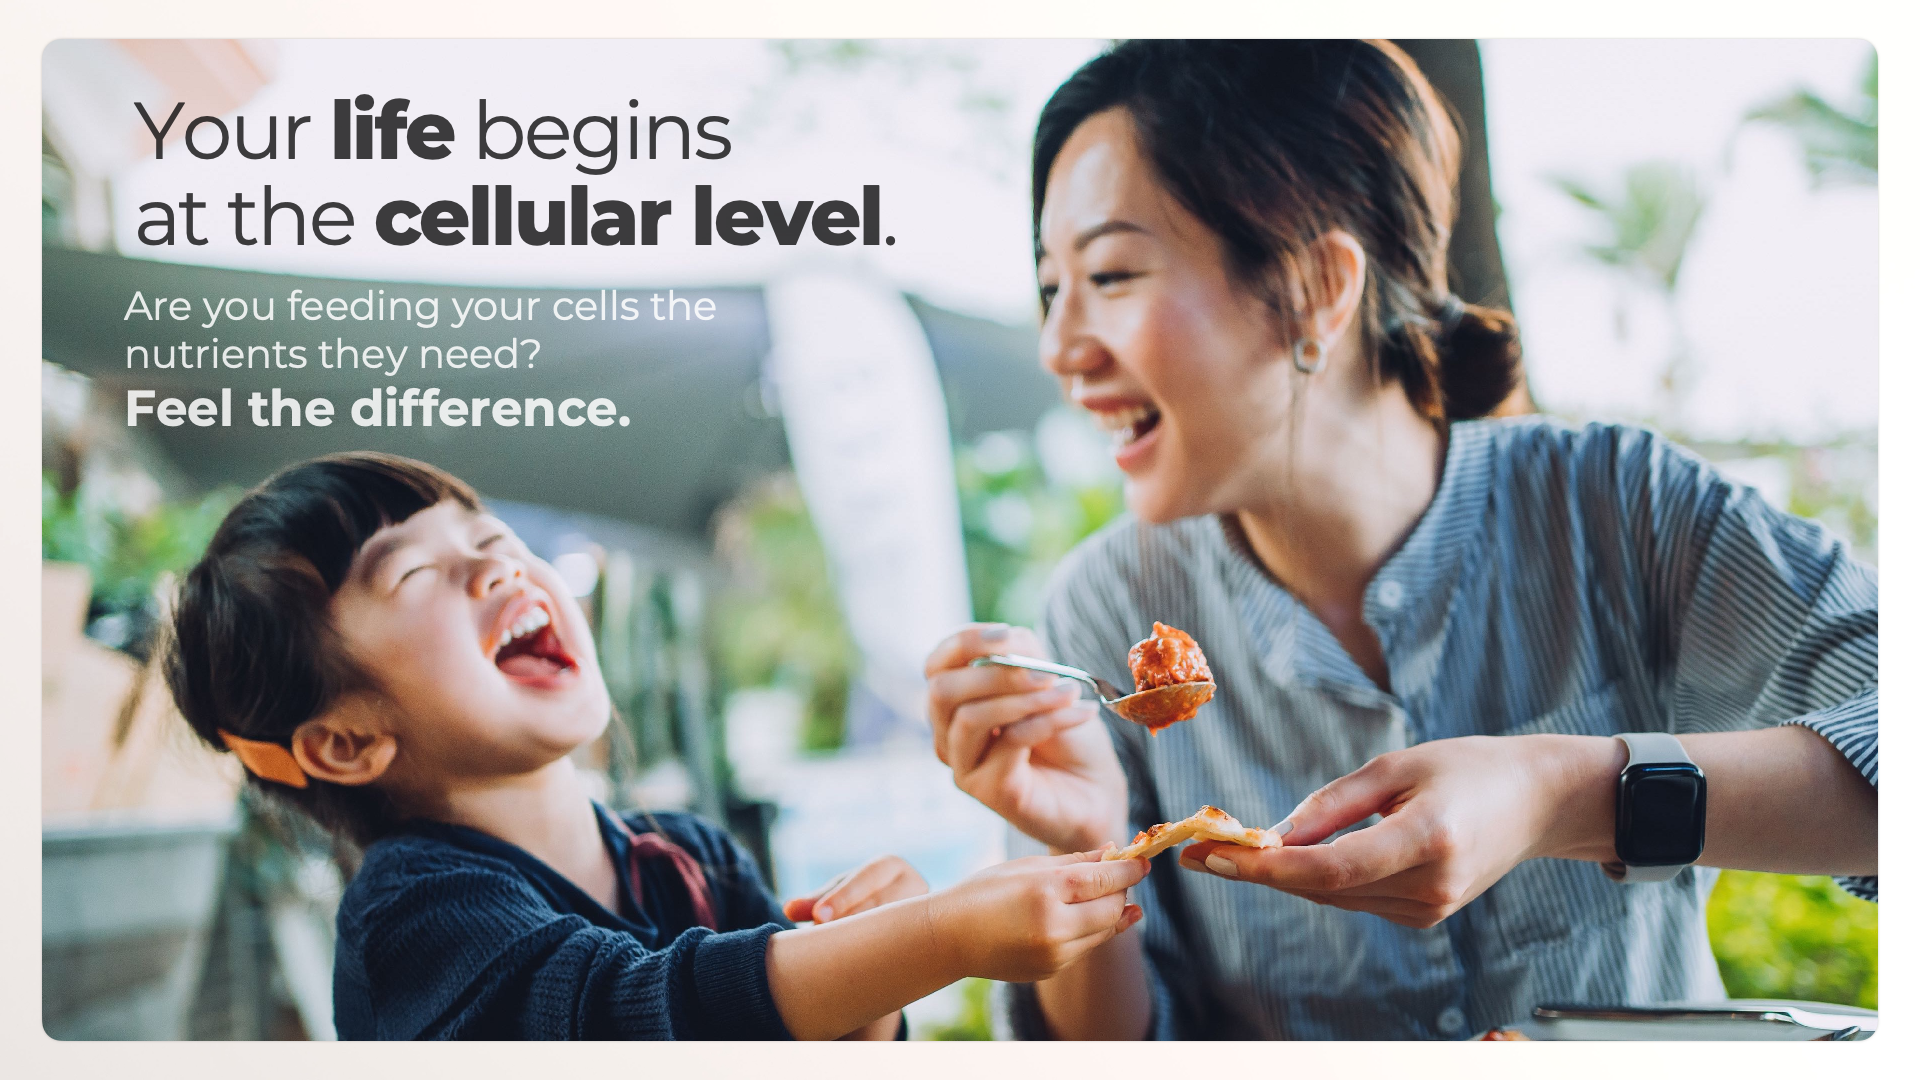 Your life begins
at the cellular level.
Are you feeding your cells the
nutrients they need?
Feel the difference.